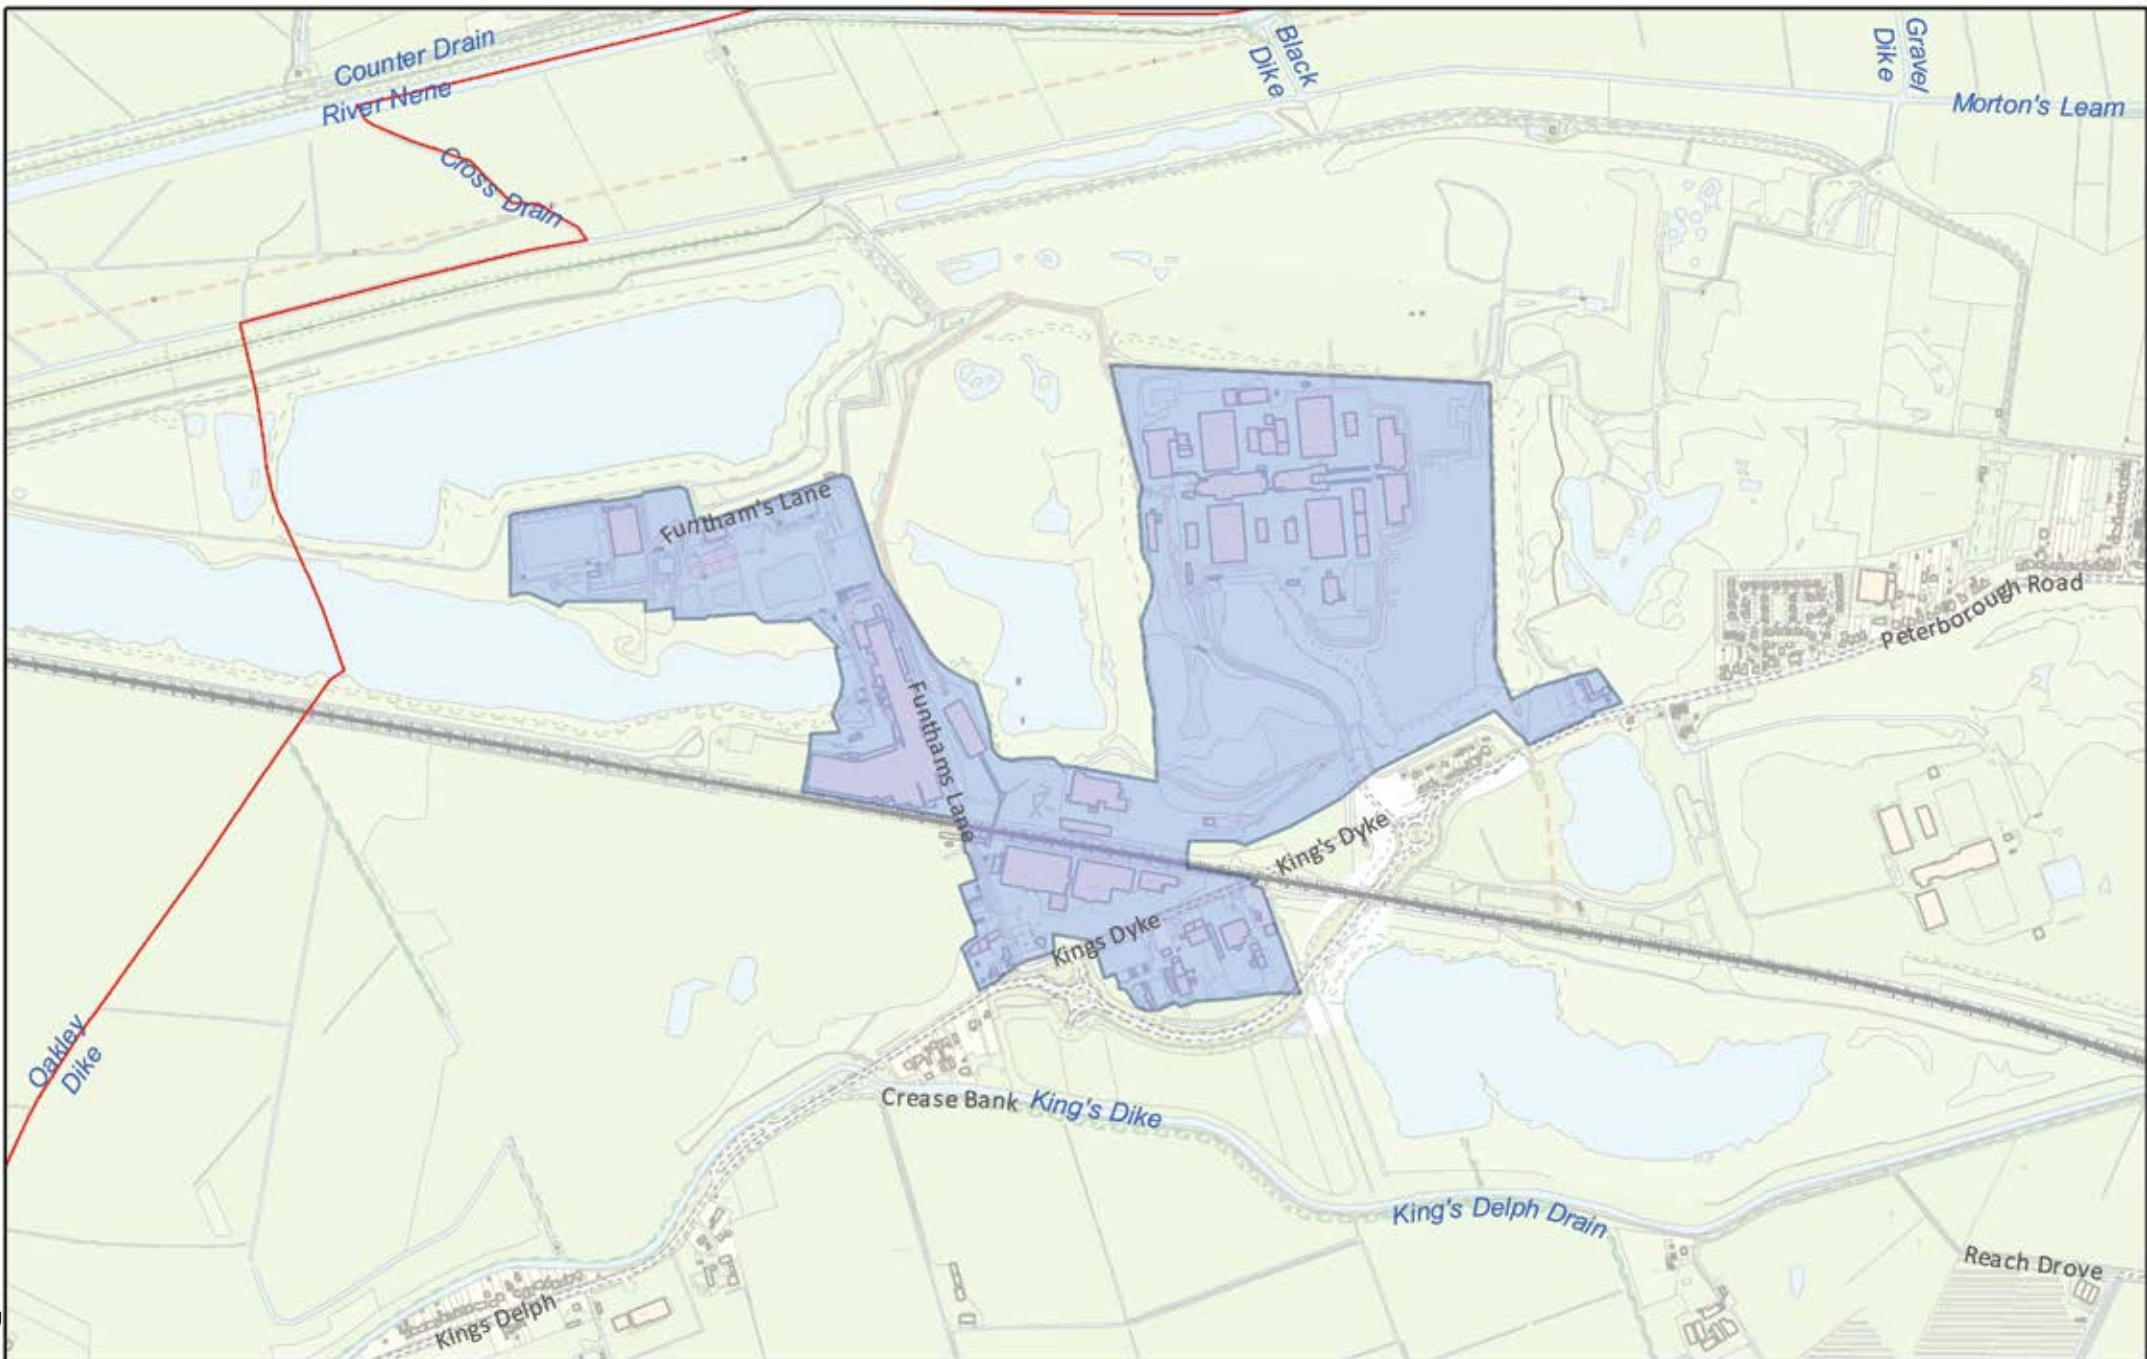 Counter Drain
River Nene
Cross Drain
Black
Dike
Gravel
Dike
Morton's Leam
Funtham's Lane
Peterborough Road
Funthams Lane
King's Dyke
Kings Dyke
Oakley
Dike
Crease Bank
King's Dike
King's Delph Drain
Reach Drove
Kings Delph